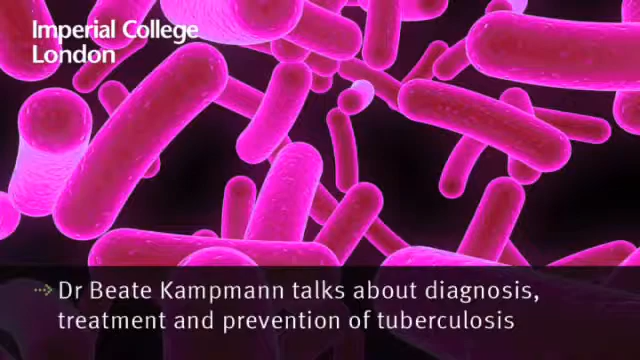 Imperial College
London
Dr Beate Kampmann talks about diagnosis,
treatment and prevention of tuberculosis